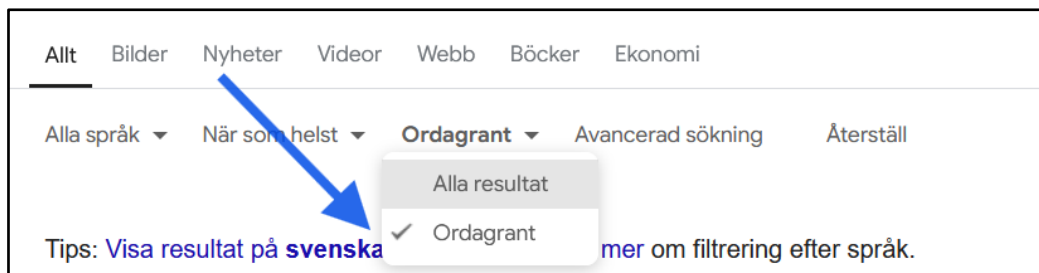 Allt Bilder Nyheter Videor Webb Böcker Ekonomi
Alla språk När som helst Ordagrant Avancerad sökning Återställ
Alla resultat
Ordagrant
Tips: Visa resultat på svenska mer om filtrering efter språk.